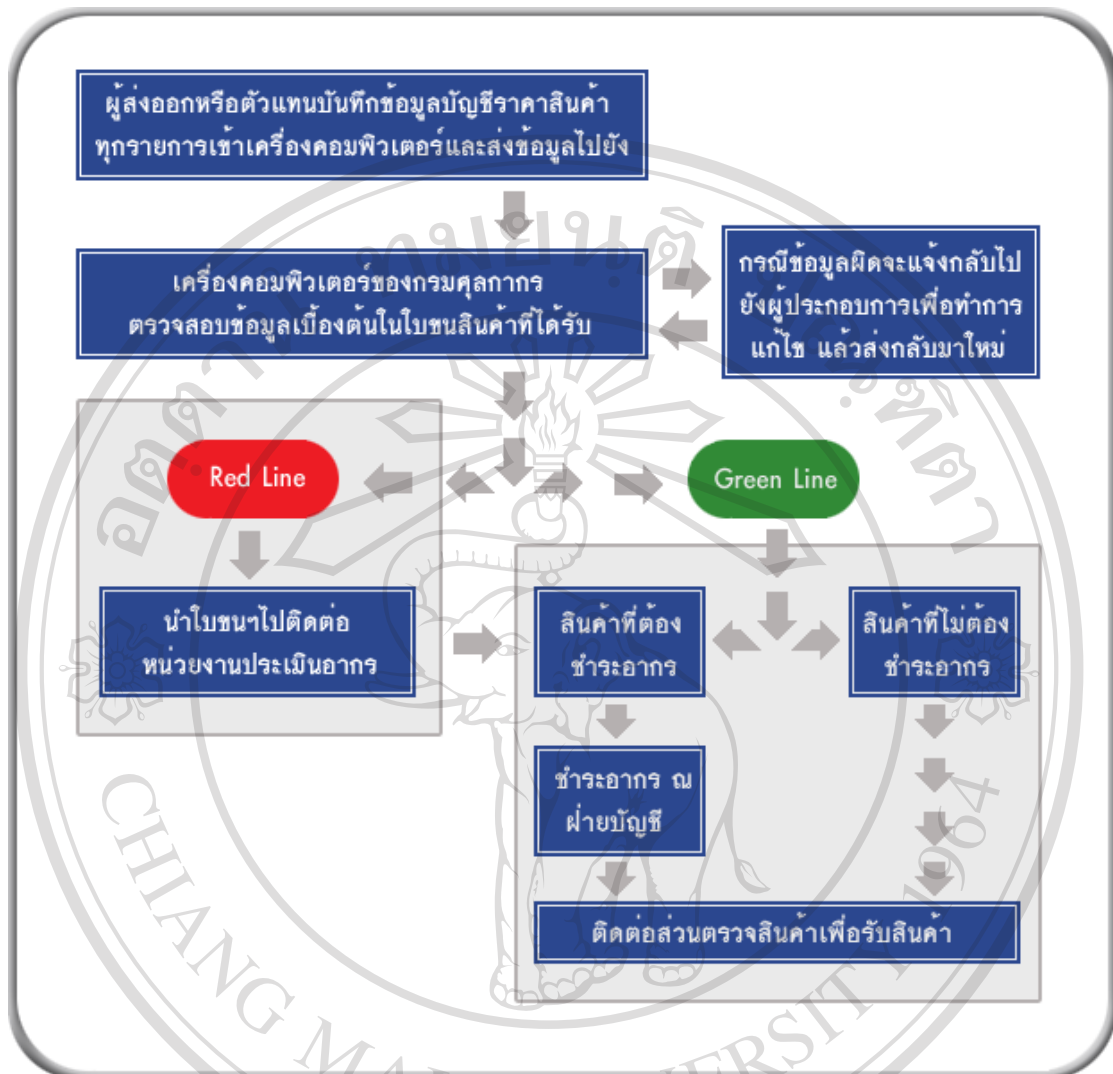 ผู้ส่งออกหรือตัวแทนบันทึกข้อมูลบัญชีราคาสินค้า
ทุกรายการเข้าเครื่องคอมพิวเตอร์และส่งข้อมูลไปยัง
เครื่องคอมพิวเตอร์ของกรมศุลกากร
ตรวจสอบข้อมูลเบื้องต้นในใบขนสินค้าที่ได้รับ
กรณีข้อมูลผิดจะแจ้งกลับไป
ยังผู้ประกอบการเพื่อทำการ
แก้ไข แล้วส่งกลับมาใหม่
Red Line
Green Line
นำใบขนฯไปติดต่อ
หน่วยงานประเมินอากร
สินค้าที่ต้อง
ชำระอากร
สินค้าที่ไม่ต้อง
ชำระอากร
ชำระอากร ณ
ฝ่ายบัญชี
ติดต่อส่วนตรวจสินค้าเพื่อรับสินค้า
อตฺตานํ ทมยนฺติ ปณฺฑิตา
CHIANG MAI UNIVERSITY 1964